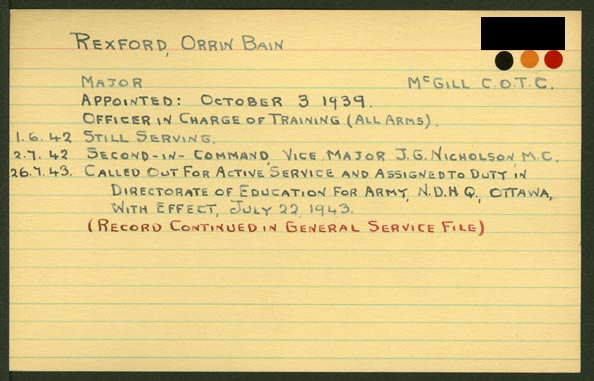 REXFORD, ORRIN BAIN
MAJOR McGILL C.O.T.C.
APPOINTED: OCTOBER 3 1939.
OFFICER IN CHARGE OF TRAINING (ALL ARMS).
1.6.42 STILL SERVING.
2.7.42 SECOND-IN-COMMAND, VICE MAJOR J.G. NICHOLSON, M.C.
26.7.43. CALLED OUT FOR ACTIVE SERVICE AND ASSIGNED TO DUTY IN
DIRECTORATE OF EDUCATION FOR ARMY, N.D.H.Q., OTTAWA,
WITH EFFECT, JULY 22 1943.
(RECORD CONTINUED IN GENERAL SERVICE FILE)